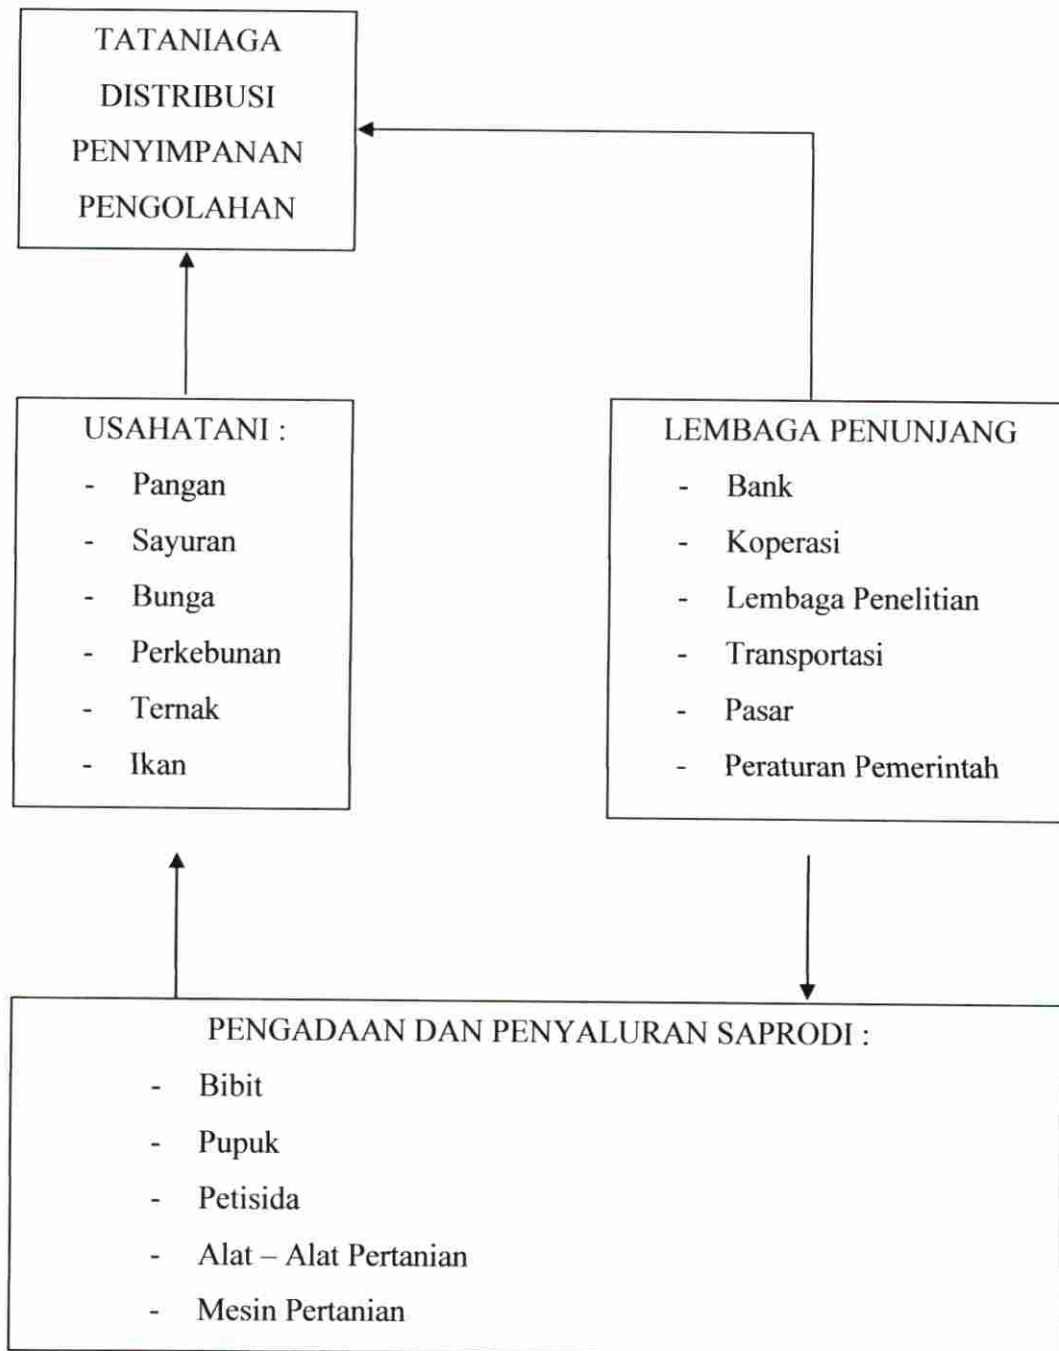 TATANIAGA
DISTRIBUSI
PENYIMPANAN
PENGOLAHAN
USAHATANI :
- Pangan
- Sayuran
- Bunga
- Perkebunan
- Ternak
- Ikan
LEMBAGA PENUNJANG
- Bank
- Koperasi
- Lembaga Penelitian
- Transportasi
- Pasar
- Peraturan Pemerintah
PENGADAAN DAN PENYALURAN SAPRODI :
- Bibit
- Pupuk
- Petisida
- Alat – Alat Pertanian
- Mesin Pertanian